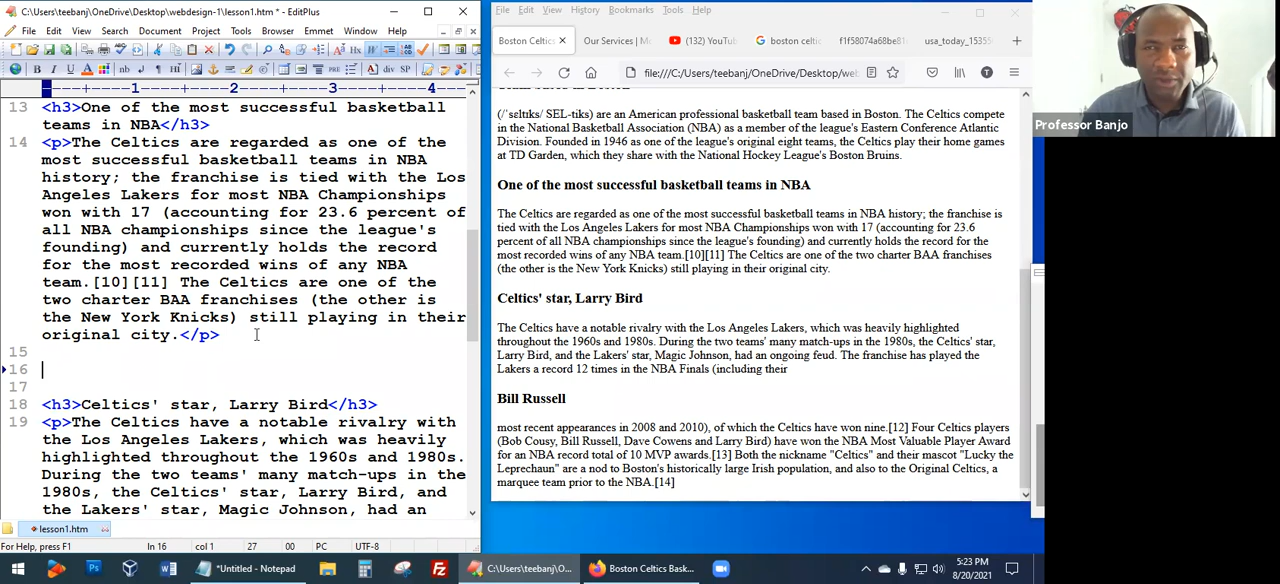 C:\Users\teebanj\OneDrive\Desktop\webdesign-1\lesson1.htm * - EditPlus
File Edit View Search Document Project Tools Browser Emmet Window Help
----+----1----+----2----+----3----+----4
13 <h3>One of the most successful basketball
teams in NBA</h3>
14 <p>The Celtics are regarded as one of the
most successful basketball teams in NBA
history; the franchise is tied with the Los
Angeles Lakers for most NBA Championships
won with 17 (accounting for 23.6 percent of
all NBA championships since the league's
founding) and currently holds the record
for the most recorded wins of any NBA
team.[10][11] The Celtics are one of the
two charter BAA franchises (the other is
the New York Knicks) still playing in their
original city.</p>
15
16
17
18 <h3>Celtics' star, Larry Bird</h3>
19 <p>The Celtics have a notable rivalry with
the Los Angeles Lakers, which was heavily
highlighted throughout the 1960s and 1980s.
During the two teams' many match-ups in the
1980s, the Celtics' star, Larry Bird, and
the Lakers' star, Magic Johnson, had an
lesson1.htm
For Help, press F1 ln 16 col 1 27 00 PC UTF-8
File Edit View History Bookmarks Tools Help
Boston Celtics Our Services | M (132) YouTu boston celtic f1f58074a68be81 usa_today_1535
file:///C:/Users/teebanj/OneDrive/Desktop/web
(/ˈsɛltɪks/ SEL-tiks) are an American professional basketball team based in Boston. The Celtics compete
in the National Basketball Association (NBA) as a member of the league's Eastern Conference Atlantic
Division. Founded in 1946 as one of the league's original eight teams, the Celtics play their home games
at TD Garden, which they share with the National Hockey League's Boston Bruins.
One of the most successful basketball teams in NBA
The Celtics are regarded as one of the most successful basketball teams in NBA history; the franchise is
tied with the Los Angeles Lakers for most NBA Championships won with 17 (accounting for 23.6
percent of all NBA championships since the league's founding) and currently holds the record for the
most recorded wins of any NBA team.[10][11] The Celtics are one of the two charter BAA franchises
(the other is the New York Knicks) still playing in their original city.
Celtics' star, Larry Bird
The Celtics have a notable rivalry with the Los Angeles Lakers, which was heavily highlighted
throughout the 1960s and 1980s. During the two teams' many match-ups in the 1980s, the Celtics' star,
Larry Bird, and the Lakers' star, Magic Johnson, had an ongoing feud. The franchise has played the
Lakers a record 12 times in the NBA Finals (including their
Bill Russell
most recent appearances in 2008 and 2010), of which the Celtics have won nine.[12] Four Celtics players
(Bob Cousy, Bill Russell, Dave Cowens and Larry Bird) have won the NBA Most Valuable Player Award
for an NBA record total of 10 MVP awards.[13] Both the nickname "Celtics" and their mascot "Lucky the
Leprechaun" are a nod to Boston's historically large Irish population, and also to the Original Celtics, a
marquee team prior to the NBA.[14]
Professor Banjo
*Untitled - Notepad C:\Users\teebanj\O... Boston Celtics Bask... 5:23 PM
8/20/2021